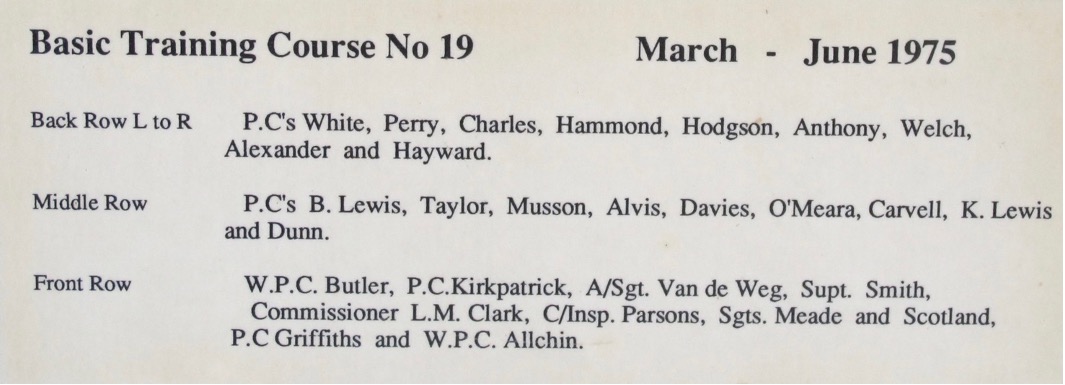 Basic Training Course No 19 March - June 1975
Back Row L to R P.C's White, Perry, Charles, Hammond, Hodgson, Anthony, Welch,
Alexander and Hayward.
Middle Row P.C's B. Lewis, Taylor, Musson, Alvis, Davies, O'Meara, Carvell, K. Lewis
and Dunn.
Front Row W.P.C. Butler, P.C.Kirkpatrick, A/Sgt. Van de Weg, Supt. Smith,
Commissioner L.M. Clark, C/Insp. Parsons, Sgts. Meade and Scotland,
P.C Griffiths and W.P.C. Allchin.